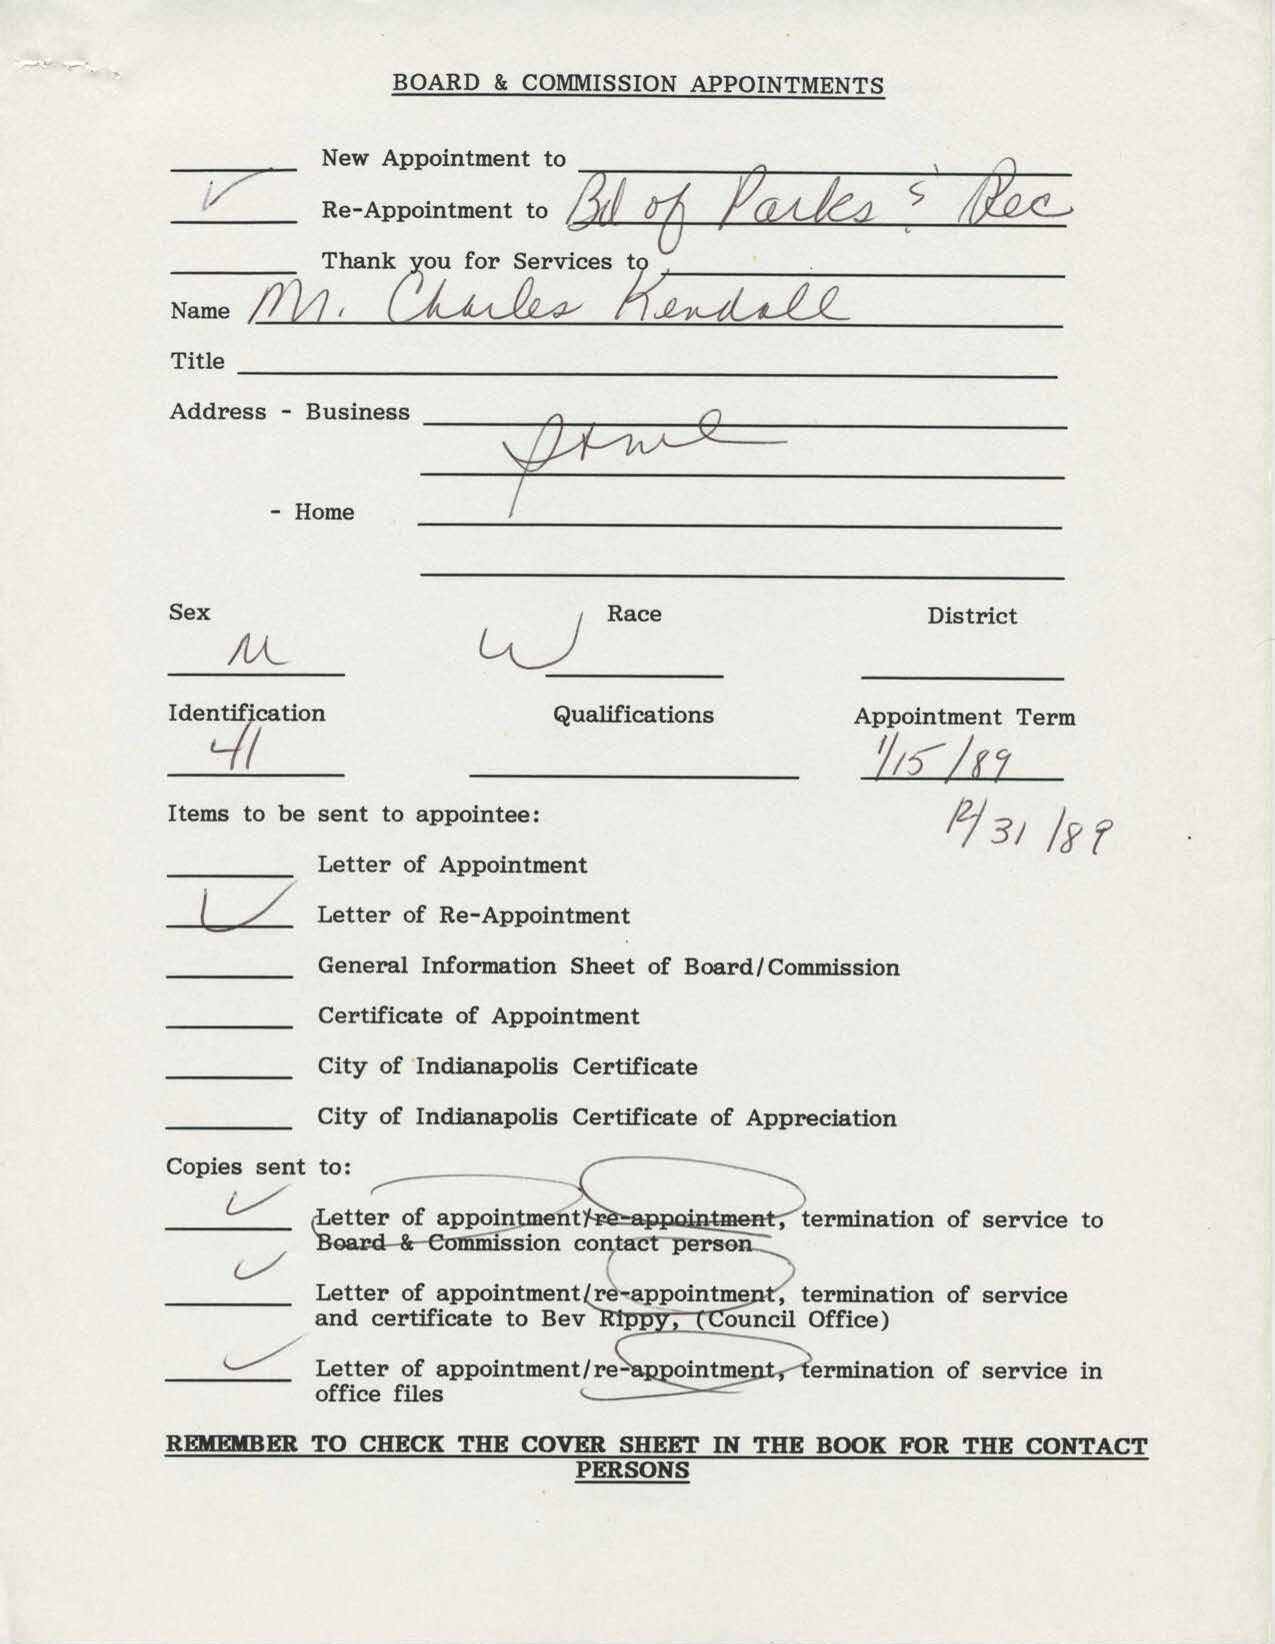 BOARD & COMMISSION APPOINTMENTS
New Appointment to
Re-Appointment to Bd of Parks & Rec
Thank you for Services to
Name Mr. Charles Kendall
Title
Address - Business
Same
- Home
Sex Race District
M W
Identification Qualifications Appointment Term
41 1/15/89
12/31/89
Items to be sent to appointee:
Letter of Appointment
Letter of Re-Appointment
General Information Sheet of Board/Commission
Certificate of Appointment
City of Indianapolis Certificate
City of Indianapolis Certificate of Appreciation
Copies sent to:
Letter of appointment/re-appointment, termination of service to
Board & Commission contact person
Letter of appointment/re-appointment, termination of service
and certificate to Bev Rippy, (Council Office)
Letter of appointment/re-appointment, termination of service in
office files
REMEMBER TO CHECK THE COVER SHEET IN THE BOOK FOR THE CONTACT
PERSONS